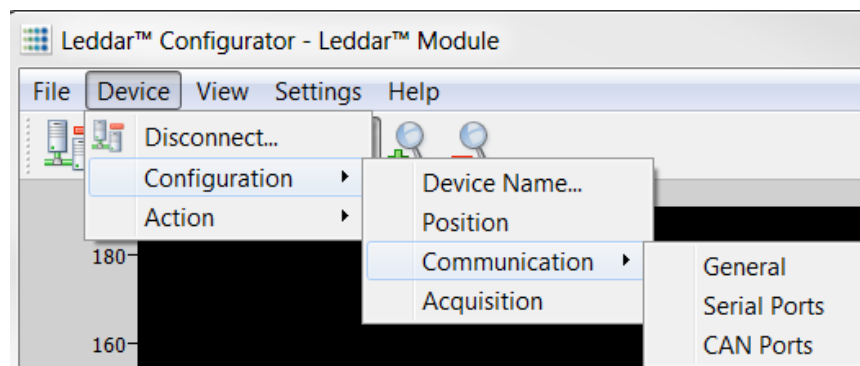 Leddar™ Configurator - Leddar™ Module
File Device View Settings Help
Disconnect...
Configuration
Device Name...
Action
Position
180
Communication
General
Acquisition
Serial Ports
160
CAN Ports